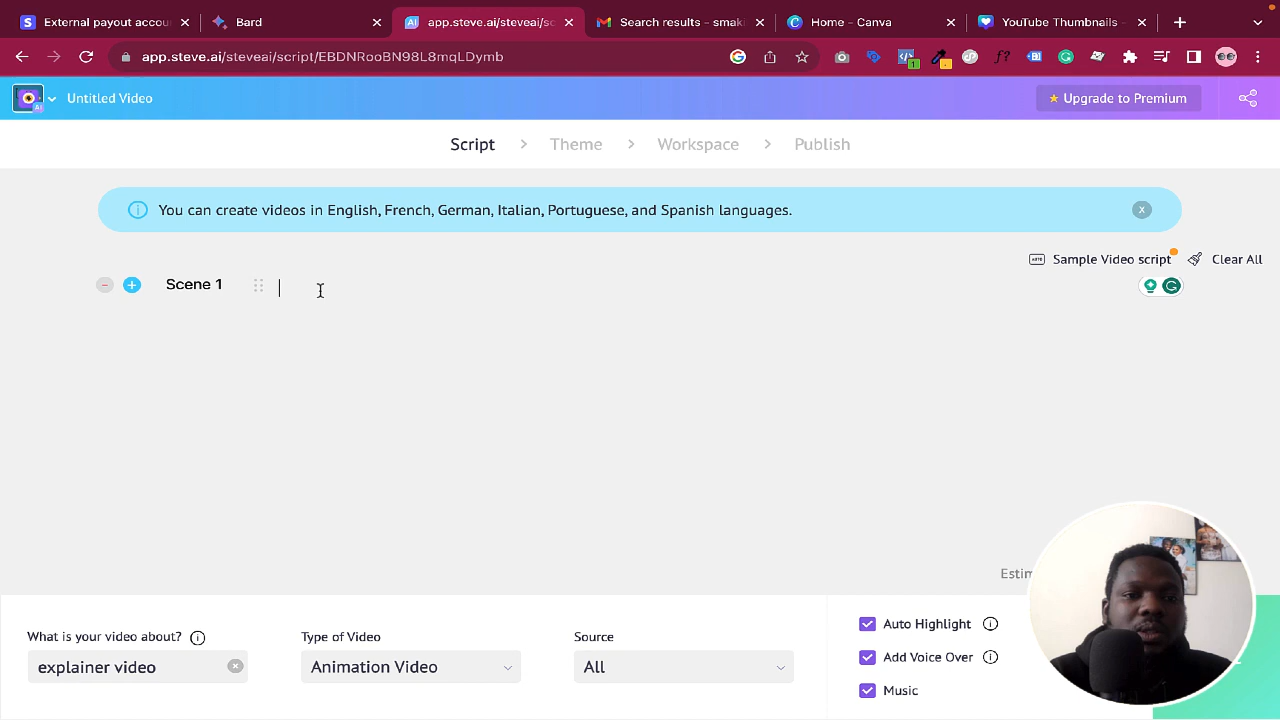 External payout accou
Bard
app.steve.ai/steveai/sc
Search results – smaki
Home - Canva
YouTube Thumbnails -
app.steve.ai/steveai/script/EBDNRooBN98L8mqLDymb
Untitled Video
Upgrade to Premium
Script
Theme
Workspace
Publish
You can create videos in English, French, German, Italian, Portuguese, and Spanish languages.
Sample Video script
Clear All
Scene 1
Estim
What is your video about?
Type of Video
Source
explainer video
Animation Video
All
Auto Highlight
Add Voice Over
Music